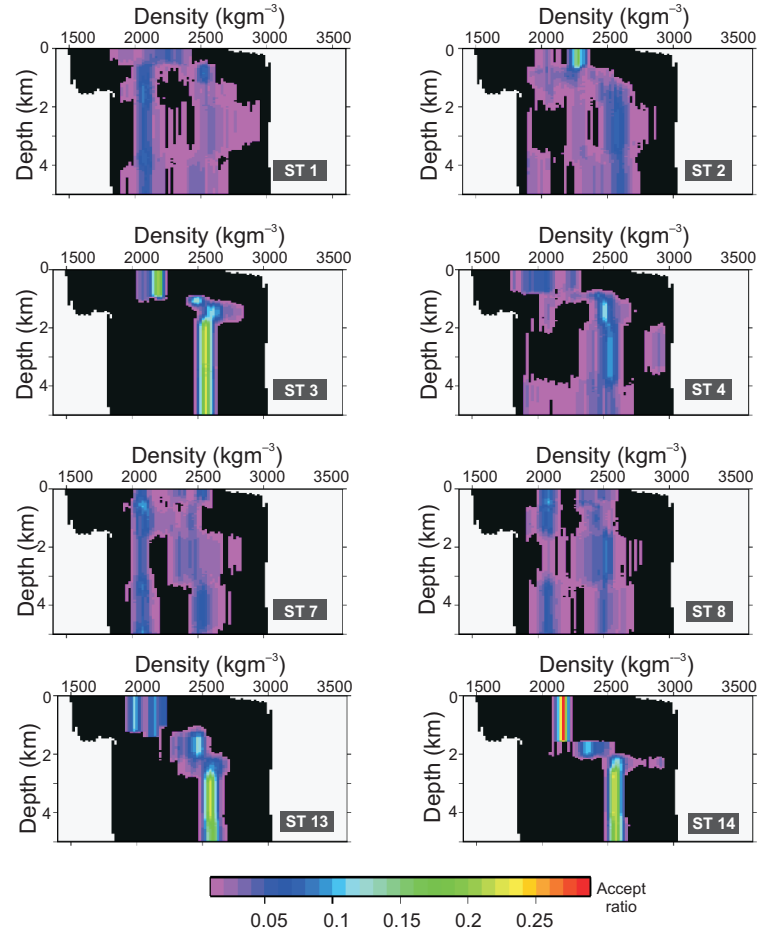 Density (kgm⁻³)
1500 2000 2500 3000 3500
Depth (km)
0
2
4
ST 1
Density (kgm⁻³)
1500 2000 2500 3000 3500
Depth (km)
0
2
4
ST 2
Density (kgm⁻³)
1500 2000 2500 3000 3500
Depth (km)
0
2
4
ST 3
Density (kgm⁻³)
1500 2000 2500 3000 3500
Depth (km)
0
2
4
ST 4
Density (kgm⁻³)
1500 2000 2500 3000 3500
Depth (km)
0
2
4
ST 7
Density (kgm⁻³)
1500 2000 2500 3000 3500
Depth (km)
0
2
4
ST 8
Density (kgm⁻³)
1500 2000 2500 3000 3500
Depth (km)
0
2
4
ST 13
Density (kgm⁻³)
1500 2000 2500 3000 3500
Depth (km)
0
2
4
ST 14
0.05 0.1 0.15 0.2 0.25
Accept
ratio